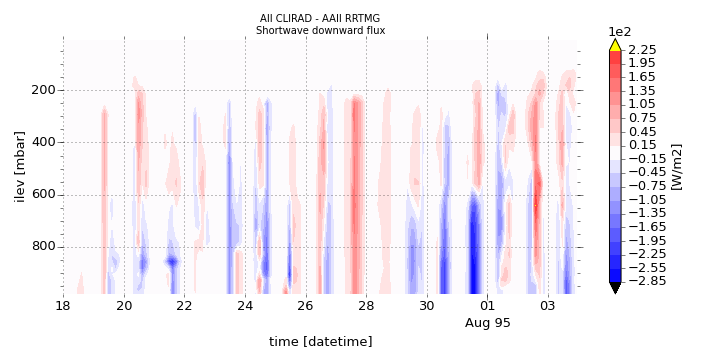 AII CLIRAD - AAII RRTMG
Shortwave downward flux
1e2
2.25
1.95
1.65
1.35
1.05
0.75
0.45
0.15
−0.15
−0.45
−0.75
−1.05
−1.35
−1.65
−1.95
−2.25
−2.55
−2.85
[W/m2]
ilev [mbar]
200
400
600
800
18 20 22 24 26 28 30 01 03
Aug 95
time [datetime]